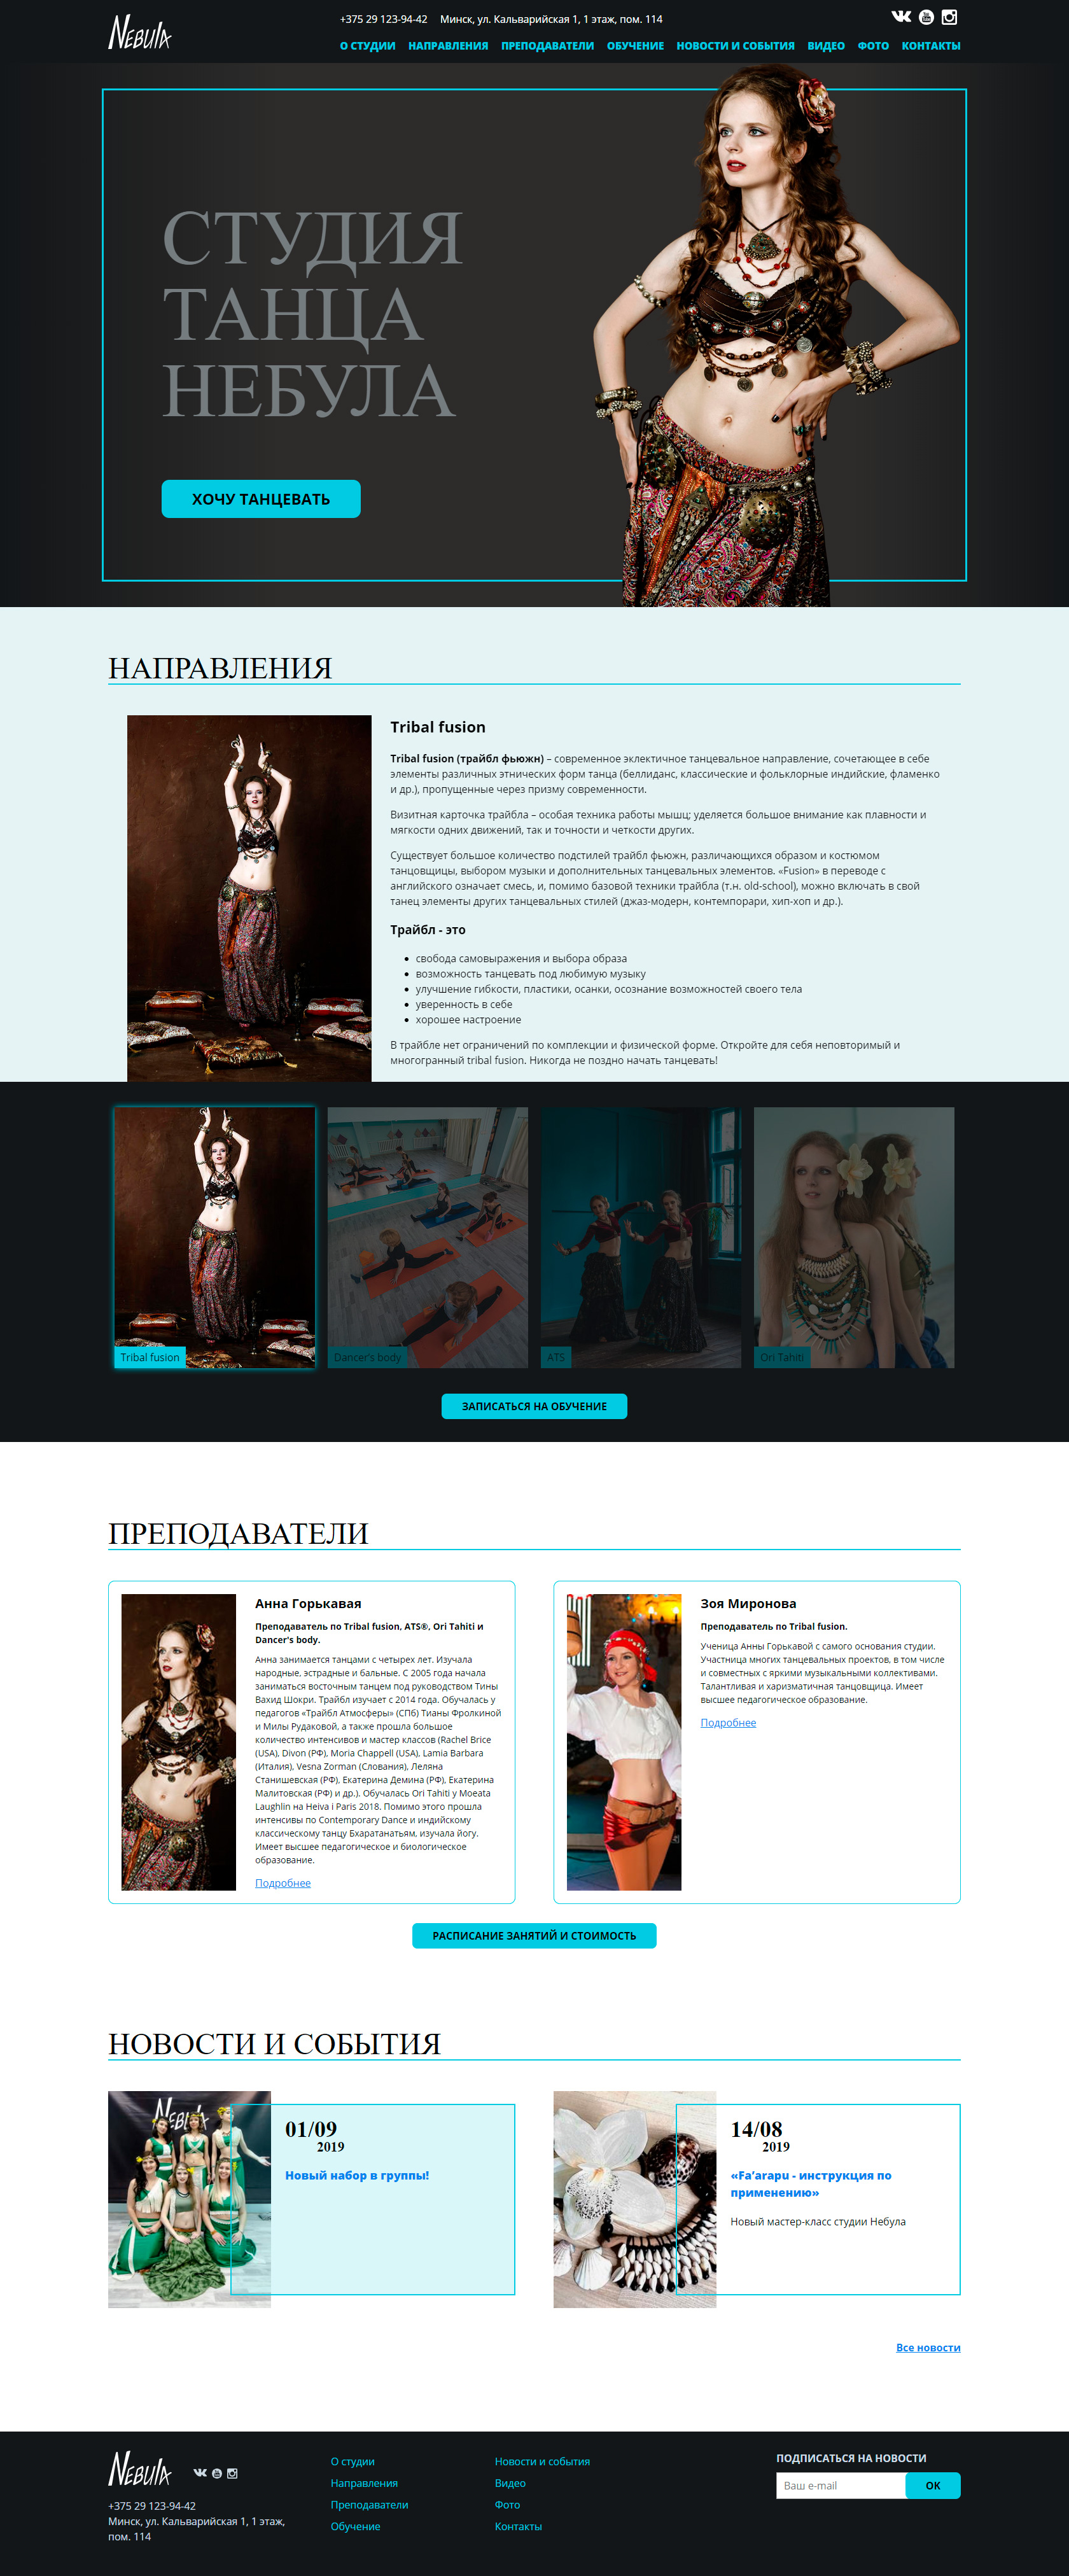 Nebula
+375 29 123-94-42 Минск, ул. Кальварийская 1, 1 этаж, пом. 114
О СТУДИИ НАПРАВЛЕНИЯ ПРЕПОДАВАТЕЛИ ОБУЧЕНИЕ НОВОСТИ И СОБЫТИЯ ВИДЕО ФОТО КОНТАКТЫ
СТУДИЯ
ТАНЦА
НЕБУЛА
ХОЧУ ТАНЦЕВАТЬ
НАПРАВЛЕНИЯ
Tribal fusion
Tribal fusion (трайбл фьюжн) – современное эклектичное танцевальное направление, сочетающее в себе
элементы различных этнических форм танца (беллиданс, классические и фольклорные индийские, фламенко
и др.), пропущенные через призму современности.
Визитная карточка трайбла – особая техника работы мышц; уделяется большое внимание как плавности и
мягкости одних движений, так и точности и четкости других.
Существует большое количество подстилей трайбл фьюжн, различающихся образом и костюмом
танцовщицы, выбором музыки и дополнительных танцевальных элементов. «Fusion» в переводе с
английского означает смесь, и, помимо базовой техники трайбла (т.н. old-school), можно включать в свой
танец элементы других танцевальных стилей (джаз-модерн, контемпорари, хип-хоп и др.).
Трайбл - это
свобода самовыражения и выбора образа
возможность танцевать под любимую музыку
улучшение гибкости, пластики, осанки, осознание возможностей своего тела
уверенность в себе
хорошее настроение
В трайбле нет ограничений по комплекции и физической форме. Откройте для себя неповторимый и
многогранный tribal fusion. Никогда не поздно начать танцевать!
Tribal fusion Dancer's body ATS Ori Tahiti
ЗАПИСАТЬСЯ НА ОБУЧЕНИЕ
ПРЕПОДАВАТЕЛИ
Анна Горькавая
Преподаватель по Tribal fusion, ATS®, Ori Tahiti и
Dancer's body.
Анна занимается танцами с четырех лет. Изучала
народные, эстрадные и бальные. С 2005 года начала
заниматься восточным танцем под руководством Тины
Вахид Шокри. Трайбл изучает с 2014 года. Обучалась у
педагогов «Трайбл Атмосферы» (СПб) Тианы Фролкиной
и Милы Рудаковой, а также прошла большое
количество интенсивов и мастер классов (Rachel Brice
(USA), Divon (РФ), Moria Chappell (USA), Lamia Barbara
(Италия), Vesna Zorman (Слования), Леляна
Станишевская (РФ), Екатерина Демина (РФ), Екатерина
Малитовская (РФ) и др.). Обучалась Ori Tahiti у Moeata
Laughlin на Heiva i Paris 2018. Помимо этого прошла
интенсивы по Contemporary Dance и индийскому
классическому танцу Бхаратанатьям, изучала йогу.
Имеет высшее педагогическое и биологическое
образование.
Подробнее
Зоя Миронова
Преподаватель по Tribal fusion.
Ученица Анны Горькавой с самого основания студии.
Участница многих танцевальных проектов, в том числе
и совместных с яркими музыкальными коллективами.
Талантливая и харизматичная танцовщица. Имеет
высшее педагогическое образование.
Подробнее
РАСПИСАНИЕ ЗАНЯТИЙ И СТОИМОСТЬ
НОВОСТИ И СОБЫТИЯ
Nebula
01/09
2019
Новый набор в группы!
14/08
2019
«Fa'arapu - инструкция по
применению»
Новый мастер-класс студии Небула
Все новости
Nebula
+375 29 123-94-42
Минск, ул. Кальварийская 1, 1 этаж,
пом. 114
О студии
Направления
Преподаватели
Обучение
Новости и события
Видео
Фото
Контакты
ПОДПИСАТЬСЯ НА НОВОСТИ
Ваш e-mail OK